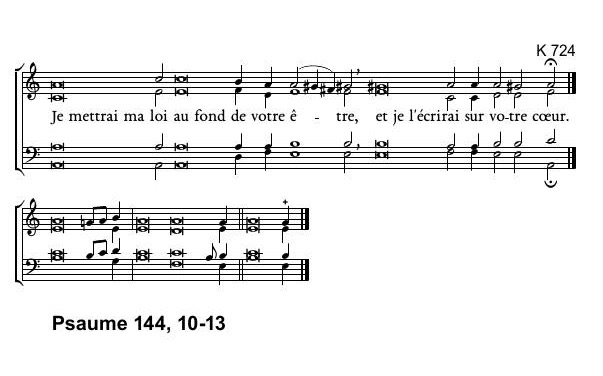 K 724
Je mettrai ma loi au fond de votre ê - tre, et je l'écrirai sur vo-tre cœur.
Psaume 144, 10-13